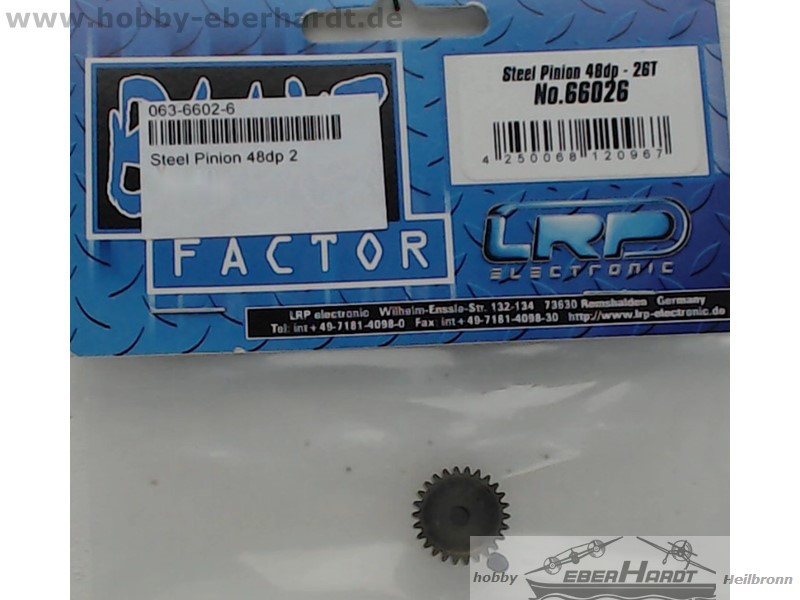 www.hobby-eberhardt.de
Steel Pinion 48dp - 26T
No.66026
4 250068 120967
063-6602-6
Steel Pinion 48dp 2
FACTOR
LRP
ELECTRONIC
LRP electronic Wilhelm-Enssle-Str. 132-134 73630 Remshalden Germany
Tel: int+49-7181-4098-0 Fax: int+49-7181-4098-30 http://www.lrp-electronic.de
hobby EBERHARDT Heilbronn